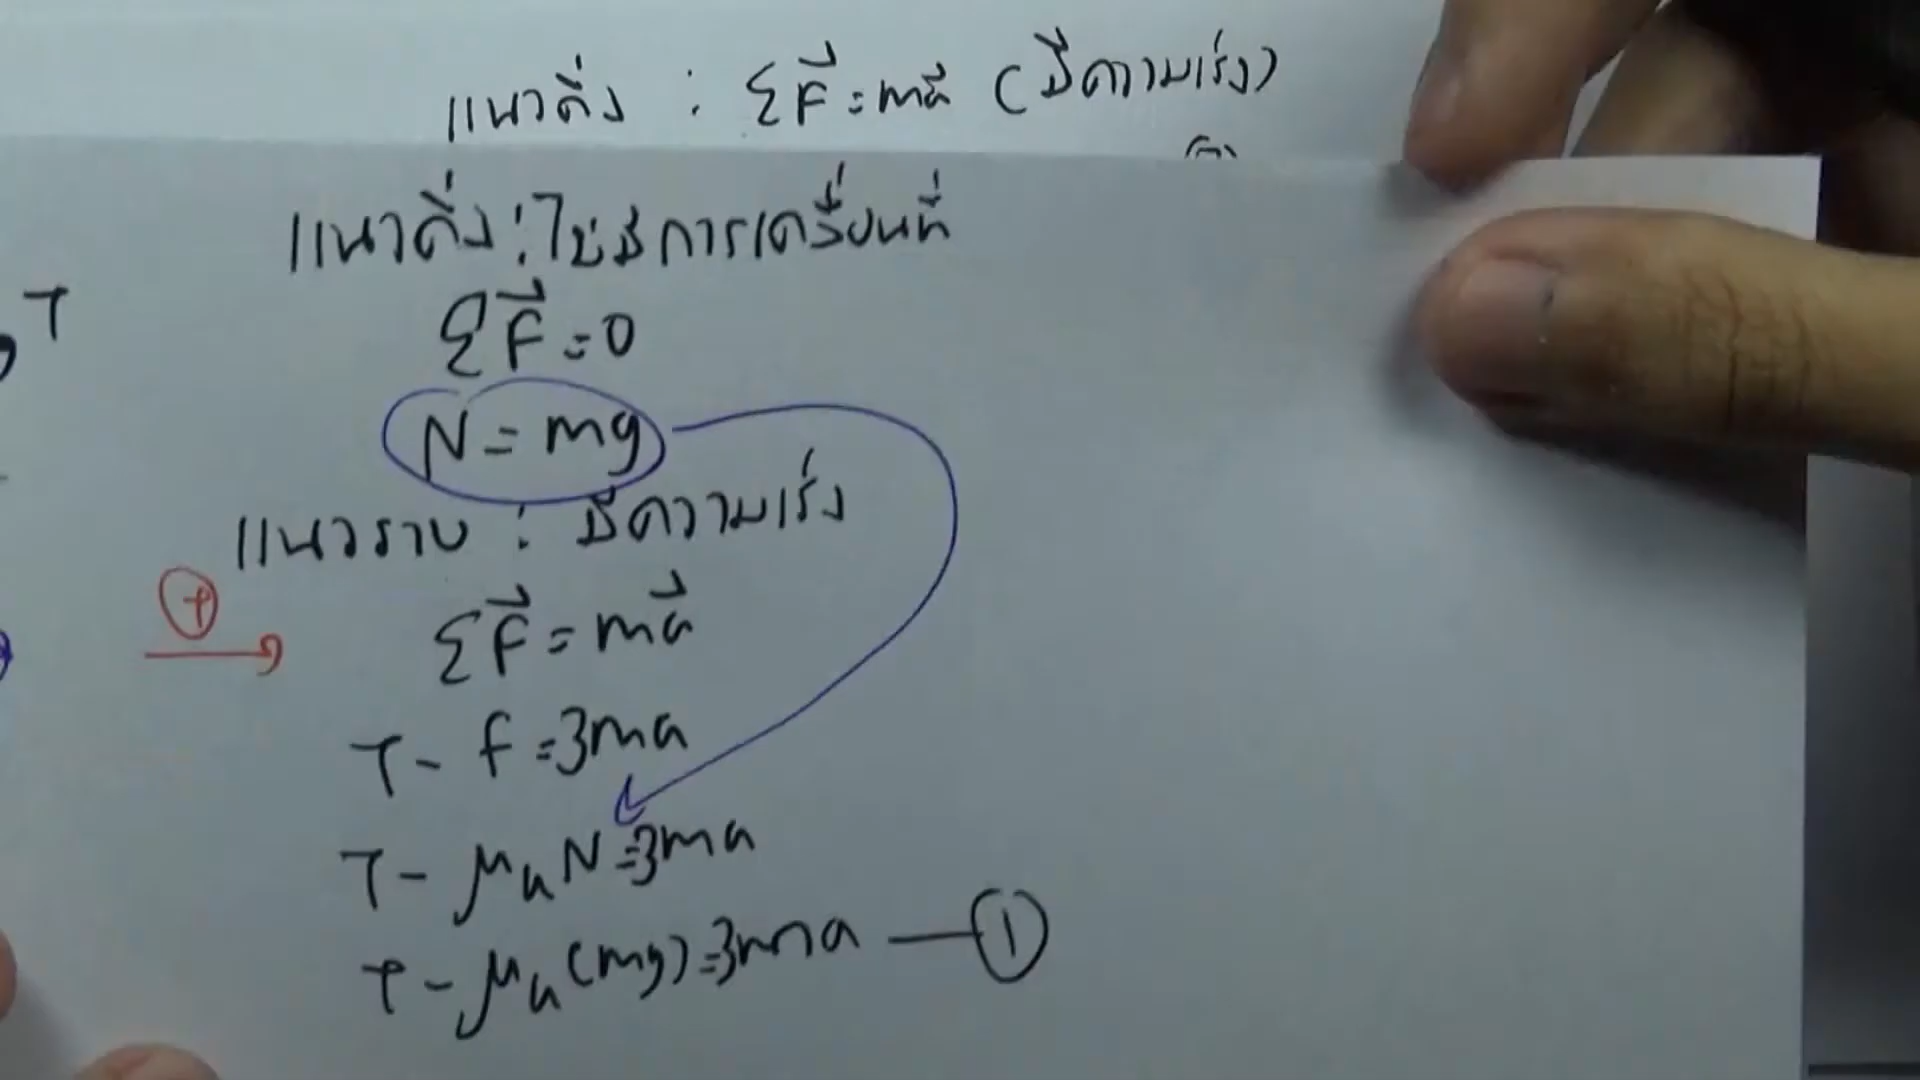 แนวดิ่ง : ΣF⃗ = ma⃗ (มีความเร่ง)
แนวดิ่ง : ไม่มีการเคลื่อนที่
ΣF⃗ = 0
T
N = mg
แนวราบ : มีความเร่ง
+
ΣF⃗ = ma⃗
T - f = 3ma
T - μₖN = 3ma
T - μₖ(mg) = 3ma — ①